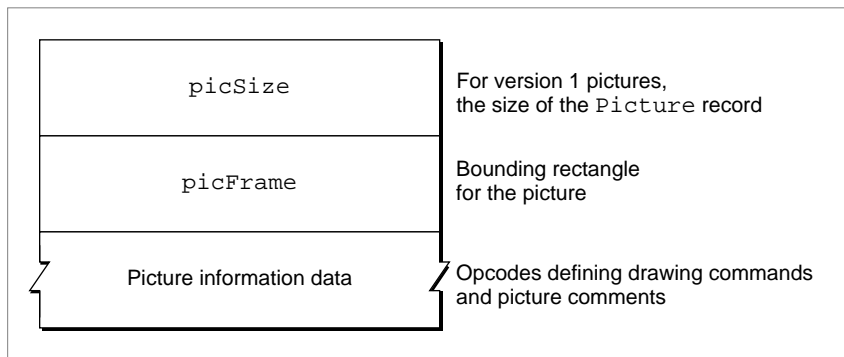 picSize
For version 1 pictures,
the size of the Picture record
picFrame
Bounding rectangle
for the picture
Picture information data
Opcodes defining drawing commands
and picture comments